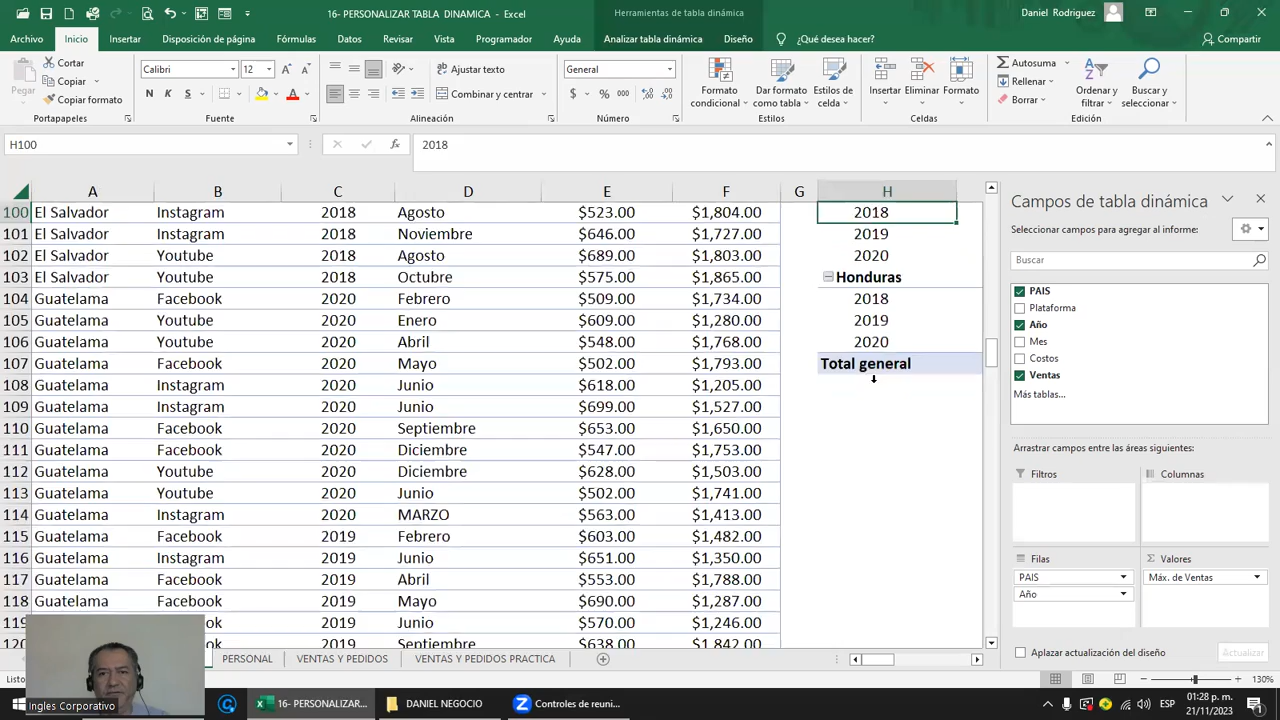 16- PERSONALIZAR TABLA DINAMICA - Excel
Herramientas de tabla dinámica
Daniel Rodriguez
Archivo Inicio Insertar Disposición de página Fórmulas Datos Revisar Vista Programador Ayuda Analizar tabla dinámica Diseño ¿Qué desea hacer? Compartir
Pegar
Cortar
Copiar
Copiar formato
Portapapeles
Calibri 12
N K S
Fuente
Ajustar texto
Combinar y centrar
Alineación
General
$ % 000
Número
Formato condicional
Dar formato como tabla
Estilos de celda
Estilos
Insertar Eliminar Formato
Celdas
Autosuma
Rellenar
Borrar
Ordenar y filtrar
Buscar y seleccionar
Edición
H100 fx 2018
A B C D E F G H
100 El Salvador Instagram 2018 Agosto $523.00 $1,804.00 2018
101 El Salvador Instagram 2018 Noviembre $646.00 $1,727.00 2019
102 El Salvador Youtube 2018 Agosto $689.00 $1,803.00 2020
103 El Salvador Youtube 2018 Octubre $575.00 $1,865.00 Honduras
104 Guatelama Facebook 2020 Febrero $509.00 $1,734.00 2018
105 Guatelama Youtube 2020 Enero $609.00 $1,280.00 2019
106 Guatelama Youtube 2020 Abril $548.00 $1,768.00 2020
107 Guatelama Facebook 2020 Mayo $502.00 $1,793.00 Total general
108 Guatelama Instagram 2020 Junio $618.00 $1,205.00
109 Guatelama Instagram 2020 Junio $699.00 $1,527.00
110 Guatelama Facebook 2020 Septiembre $653.00 $1,650.00
111 Guatelama Facebook 2020 Diciembre $547.00 $1,753.00
112 Guatelama Youtube 2020 Diciembre $628.00 $1,503.00
113 Guatelama Youtube 2020 Junio $502.00 $1,741.00
114 Guatelama Instagram 2020 MARZO $563.00 $1,413.00
115 Guatelama Facebook 2019 Febrero $603.00 $1,482.00
116 Guatelama Instagram 2019 Junio $651.00 $1,350.00
117 Guatelama Facebook 2019 Abril $553.00 $1,788.00
118 Guatelama Facebook 2019 Mayo $690.00 $1,287.00
2019 Junio $570.00 $1,246.00
2019 Septiembre $638.00 $1,842.00
Campos de tabla dinámica
Seleccionar campos para agregar al informe:
Buscar
PAIS
Plataforma
Año
Mes
Costos
Ventas
Más tablas...
Arrastrar campos entre las áreas siguientes:
Filtros Columnas
Filas Σ Valores
PAIS Máx. de Ventas
Año
Aplazar actualización del diseño Actualizar
PERSONAL VENTAS Y PEDIDOS VENTAS Y PEDIDOS PRACTICA
Listo
130%
Ingles Corporativo
16- PERSONALIZAR...
DANIEL NEGOCIO
Controles de reuni...
ESP
01:28 p. m.
21/11/2023